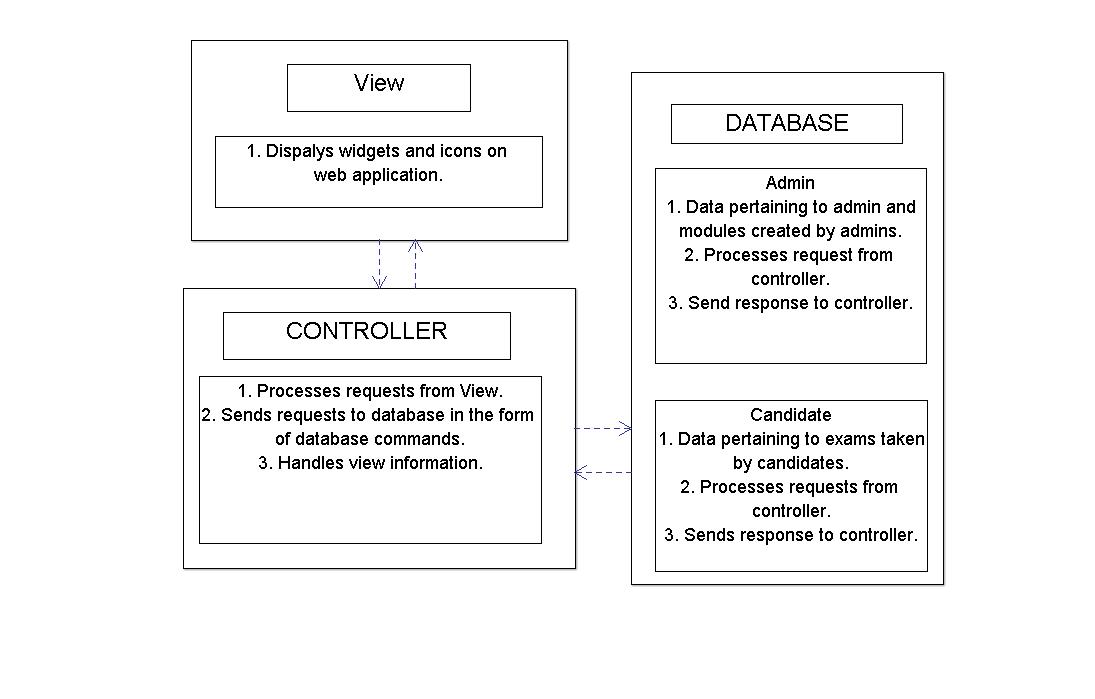 View
1. Dispalys widgets and icons on
web application.
CONTROLLER
1. Processes requests from View.
2. Sends requests to database in the form
of database commands.
3. Handles view information.
DATABASE
Admin
1. Data pertaining to admin and
modules created by admins.
2. Processes request from
controller.
3. Send response to controller.
Candidate
1. Data pertaining to exams taken
by candidates.
2. Processes requests from
controller.
3. Sends response to controller.